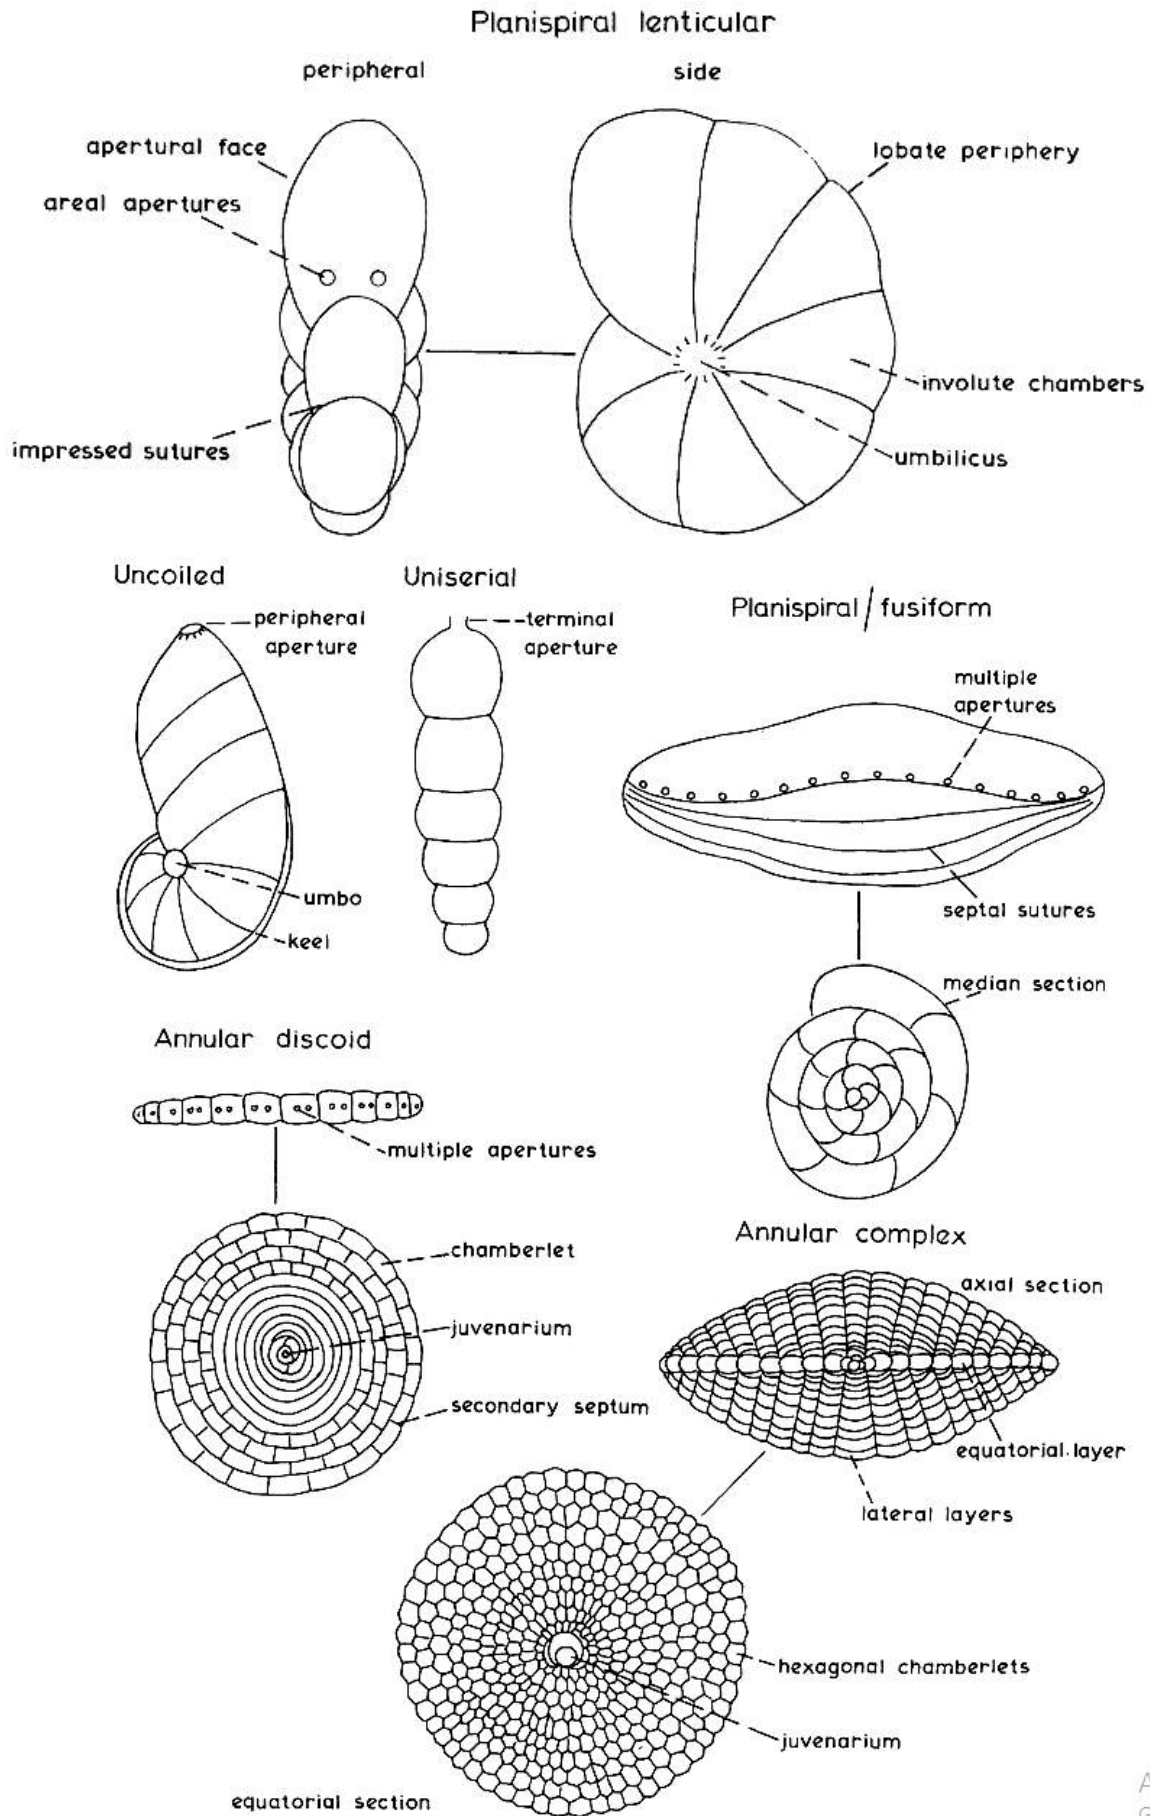 Planispiral lenticular
peripheral
side
apertural face
areal apertures
impressed sutures
lobate periphery
involute chambers
umbilicus
Uncoiled
peripheral
aperture
umbo
keel
Uniserial
terminal
aperture
Planispiral/fusiform
multiple
apertures
septal sutures
median section
Annular discoid
multiple apertures
chamberlet
juvenarium
secondary septum
Annular complex
axial section
equatorial layer
lateral layers
hexagonal chamberlets
juvenarium
equatorial section